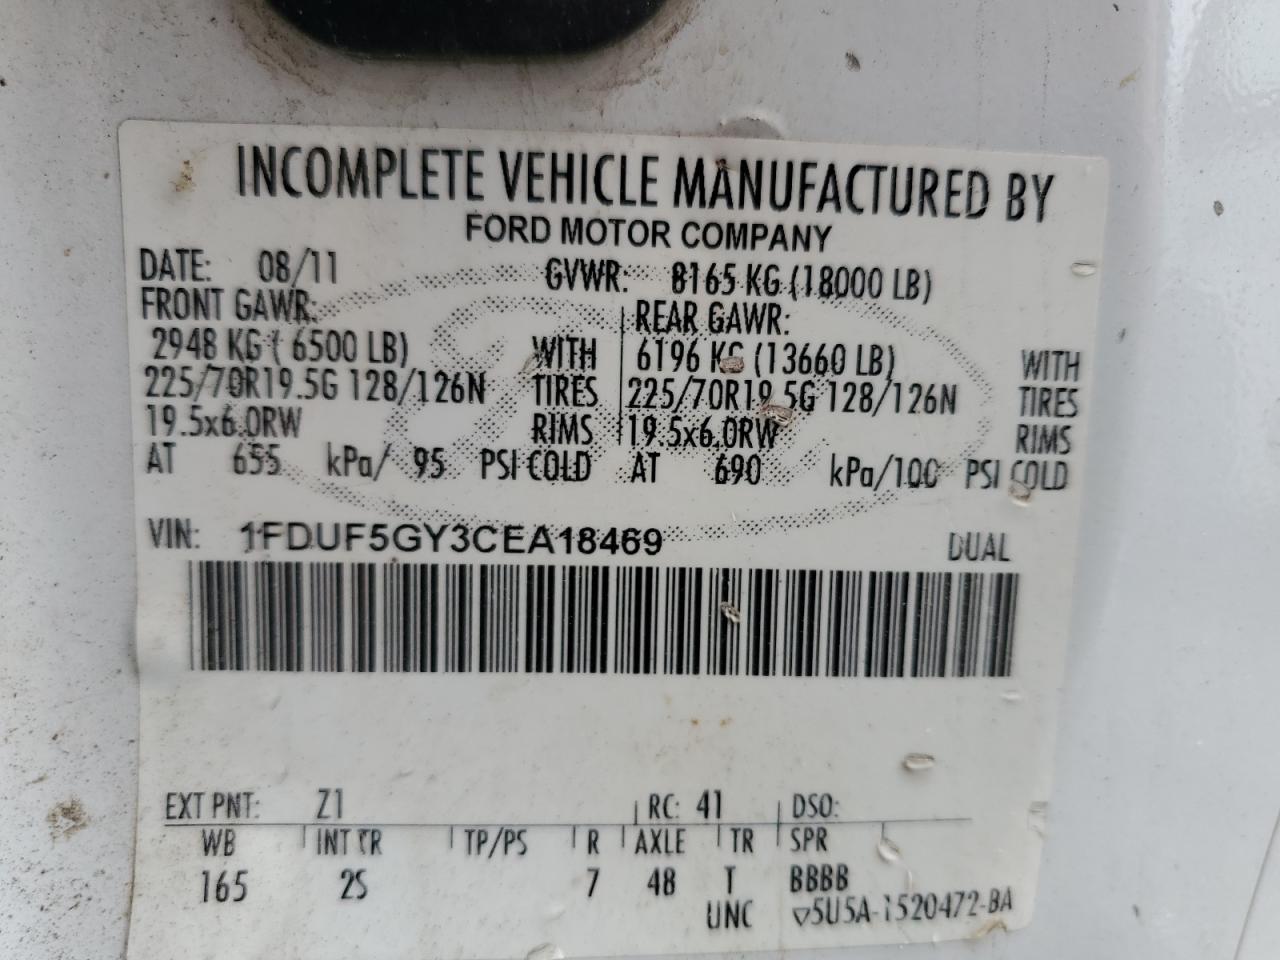 INCOMPLETE VEHICLE MANUFACTURED BY
FORD MOTOR COMPANY
DATE: 08/11 GVWR: 8165 KG (18000 LB)
FRONT GAWR: REAR GAWR:
2948 KG ( 6500 LB) WITH 6196 KG (13660 LB) WITH
225/70R19.5G 128/126N TIRES 225/70R19.5G 128/126N TIRES
19.5x6.0RW RIMS 19.5x6.0RW RIMS
AT 655 kPa/ 95 PSI COLD AT 690 kPa/100 PSI COLD
VIN: 1FDUF5GY3CEA18469 DUAL
EXT PNT: Z1 RC: 41 DSO:
WB INT TR TP/PS R AXLE TR SPR
165 2S 7 48 T BBBB
UNC ▽5U5A-1520472-BA